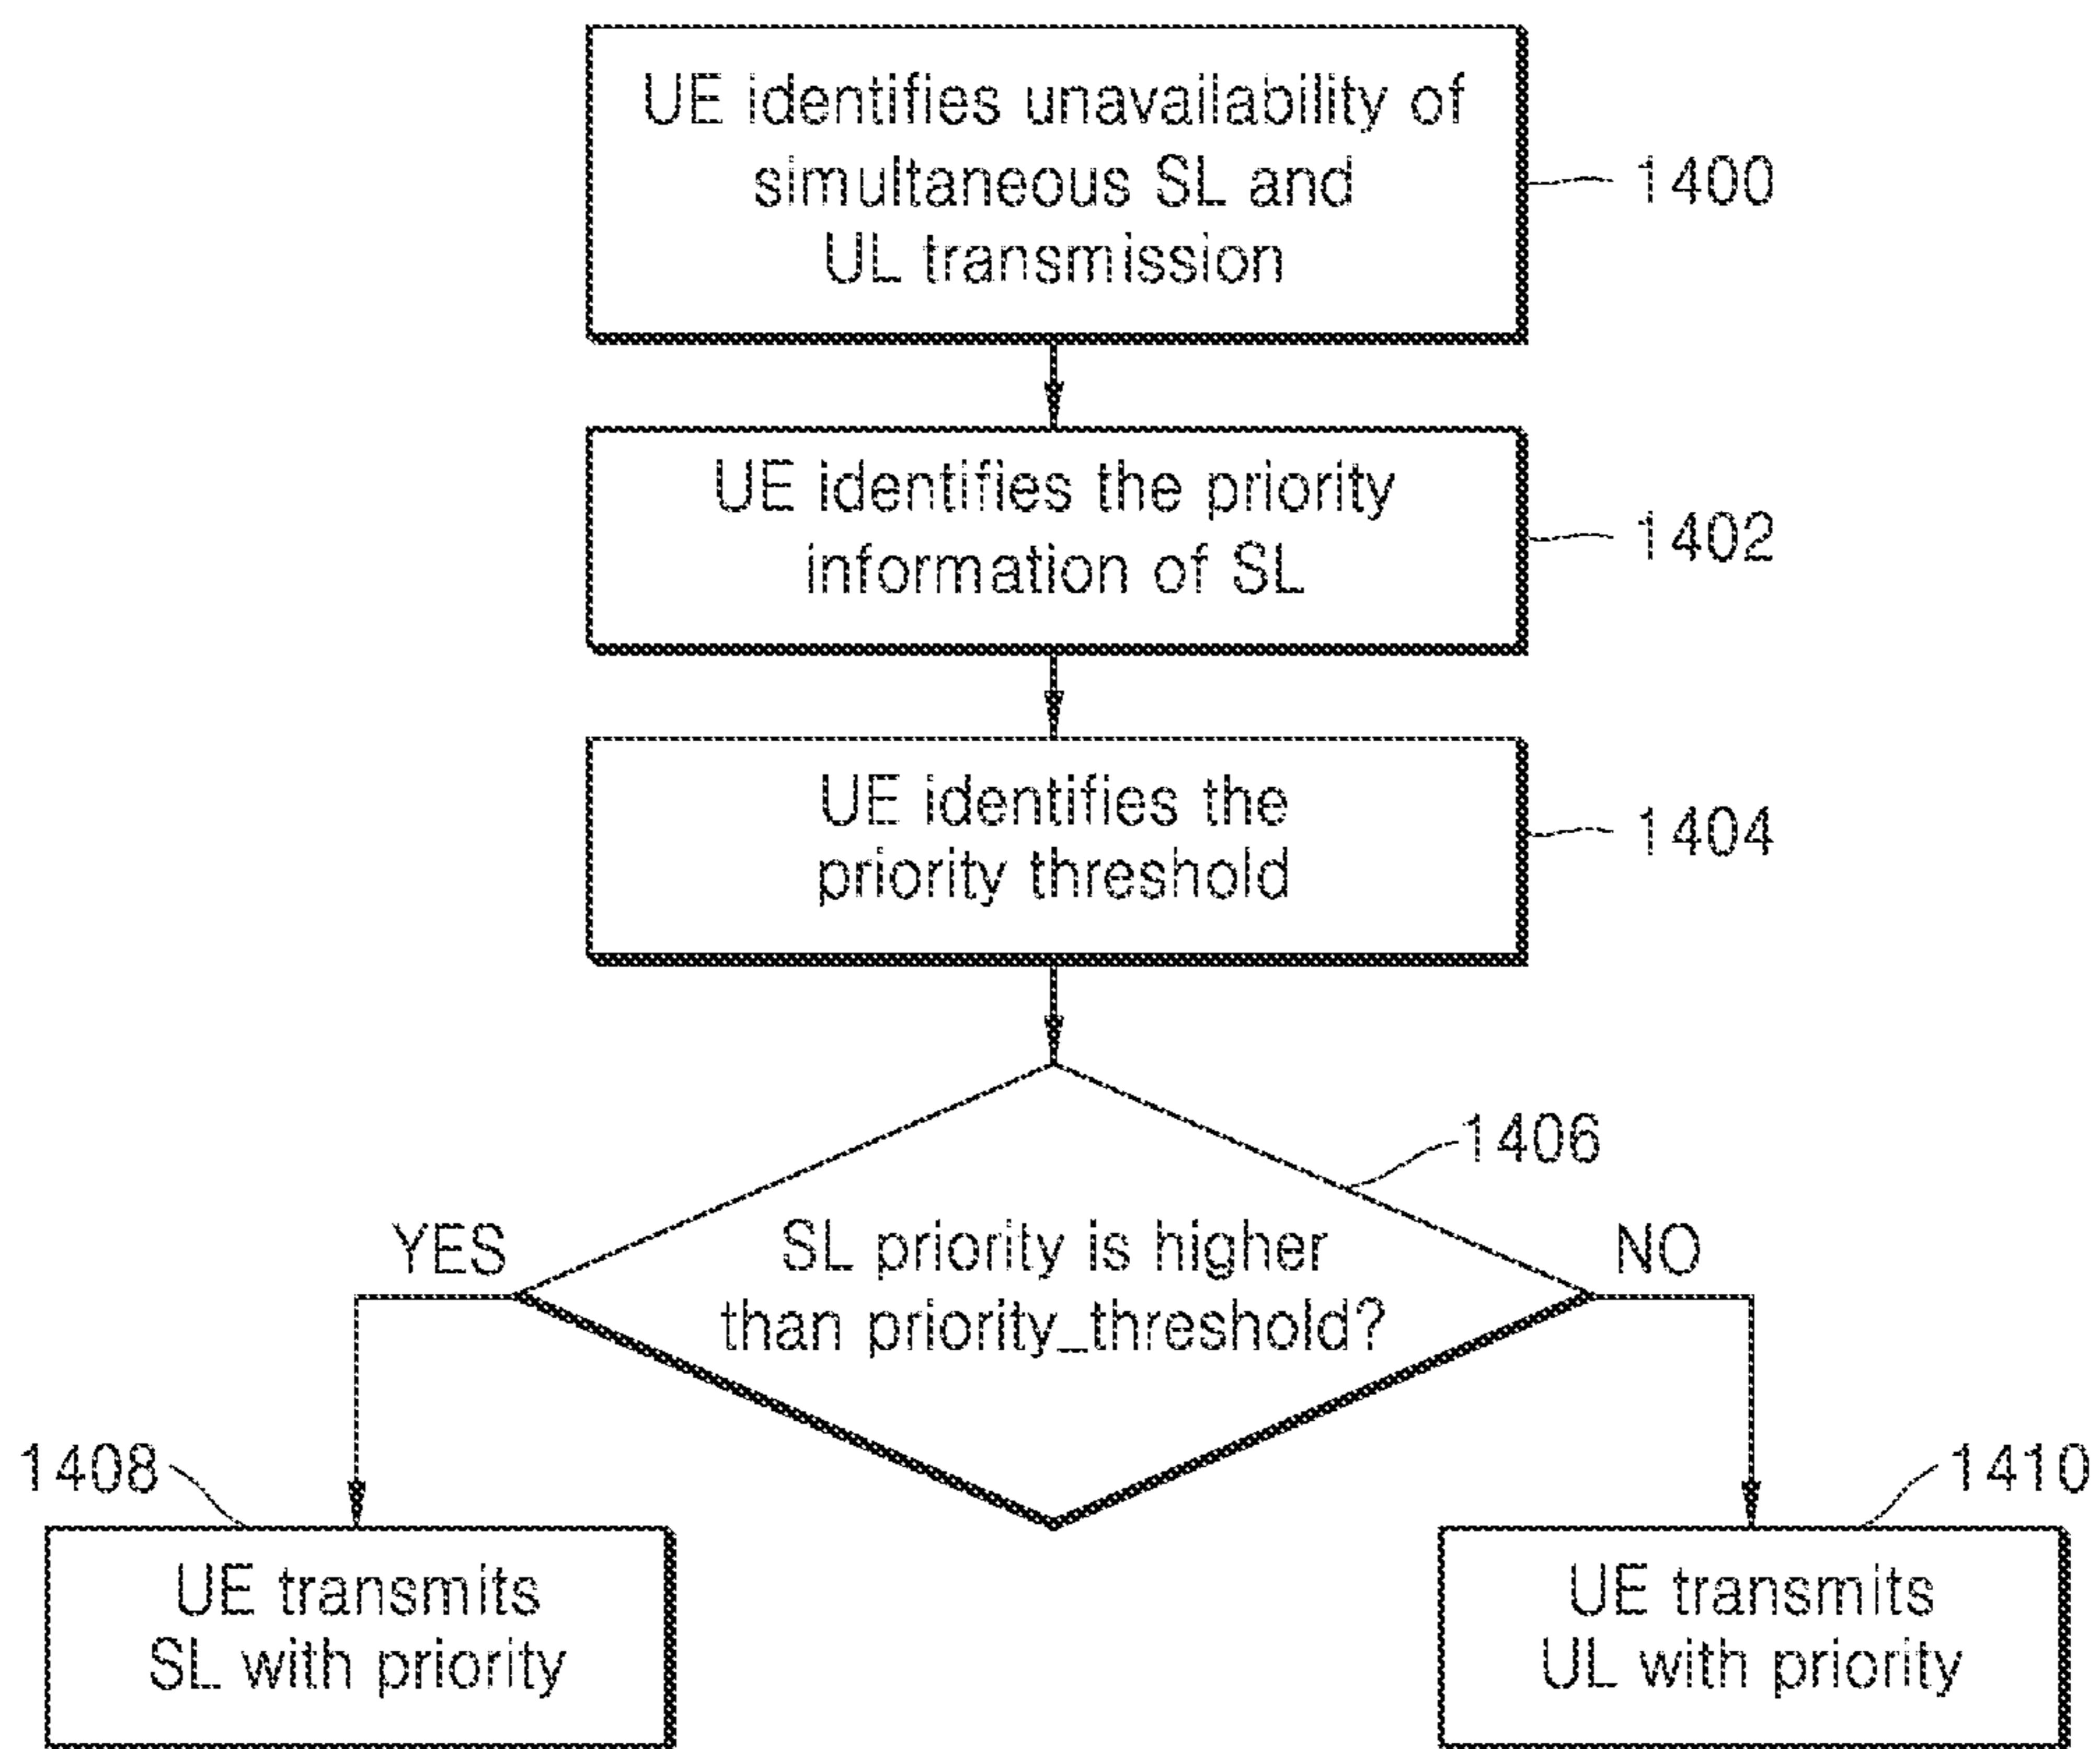 UE identifies unavailability of
simultaneous SL and
UL transmission
1400
UE identifies the priority
information of SL
1402
UE identifies the
priority threshold
1404
1406
SL priority is higher
than priority_threshold?
YES
NO
1408
UE transmits
SL with priority
1410
UE transmits
UL with priority